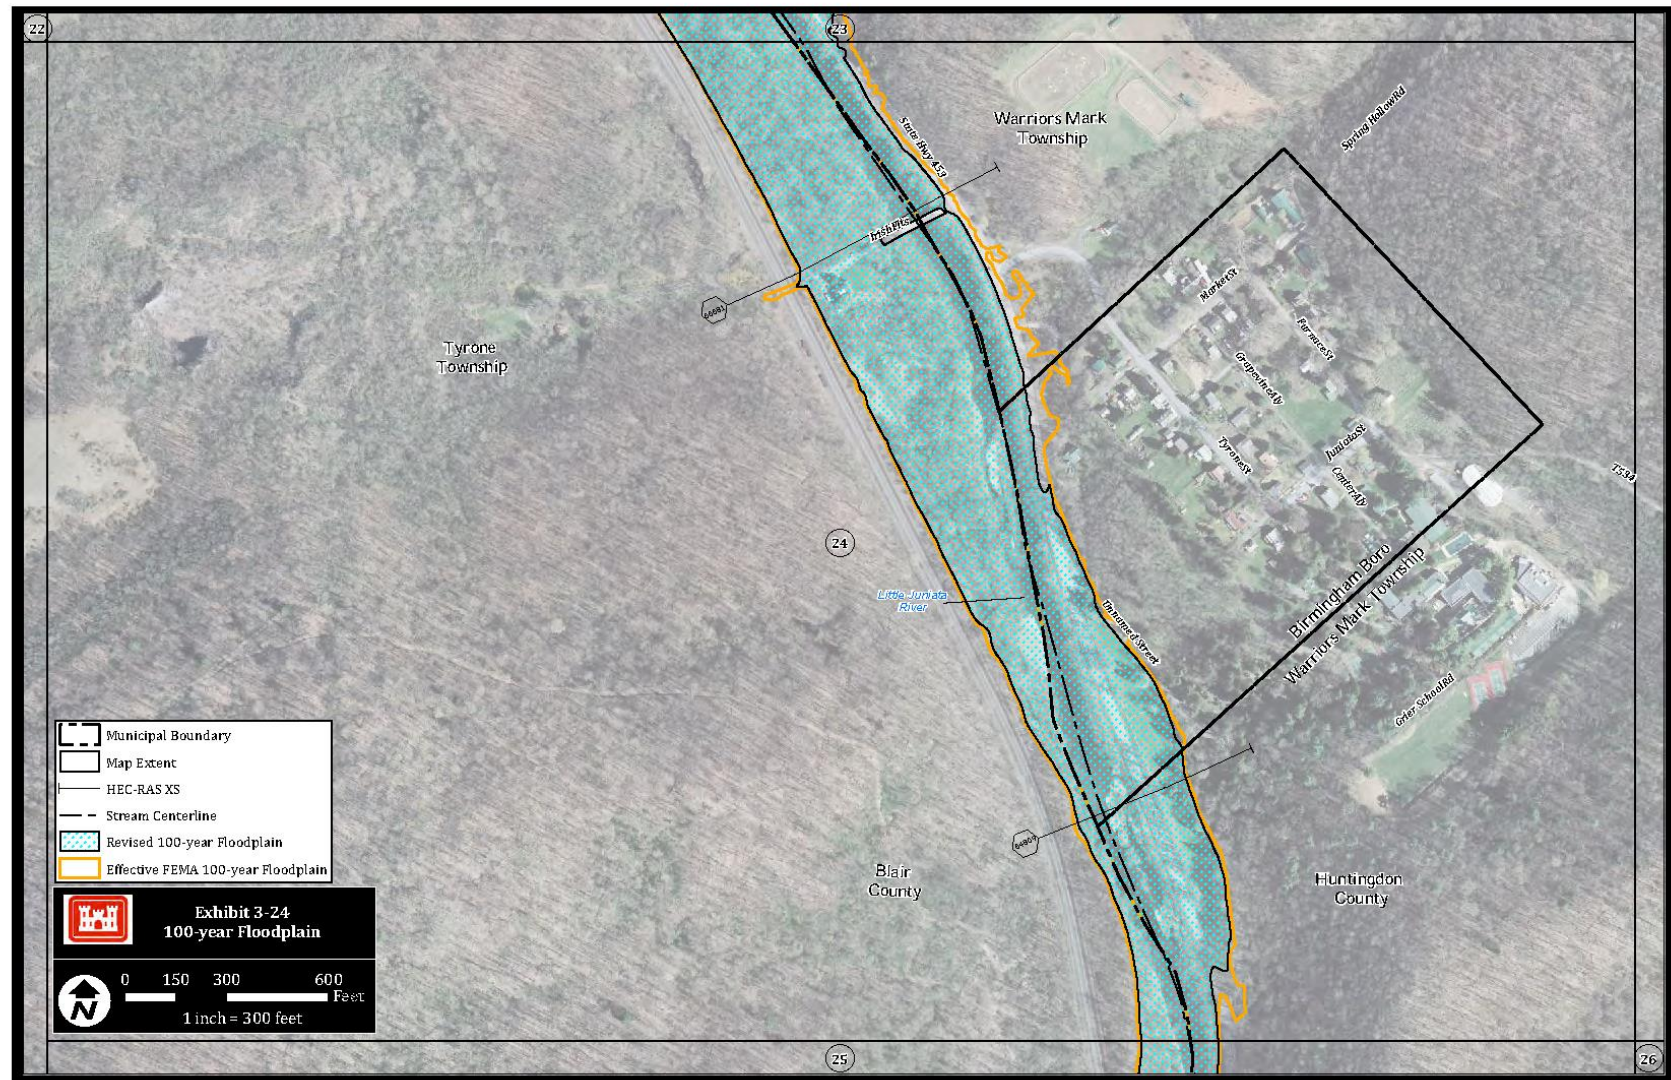 22
23
State Hwy 453
Warriors Mark
Township
Spring Hollow Rd
Irish Flts
Market St
Furnace St
Tyrone
Township
Grapevine Aly
Tyrone St
Juniata St
Center Aly
T534
24
Little Juniata
River
Birmingham Boro
Warriors Mark Township
Unnamed Street
Grier School Rd
Municipal Boundary
Map Extent
HEC-RAS XS
Stream Centerline
Revised 100-year Floodplain
Effective FEMA 100-year Floodplain
Blair
County
Huntingdon
County
Exhibit 3-24
100-year Floodplain
N
0 150 300 600
Feet
1 inch = 300 feet
25
26